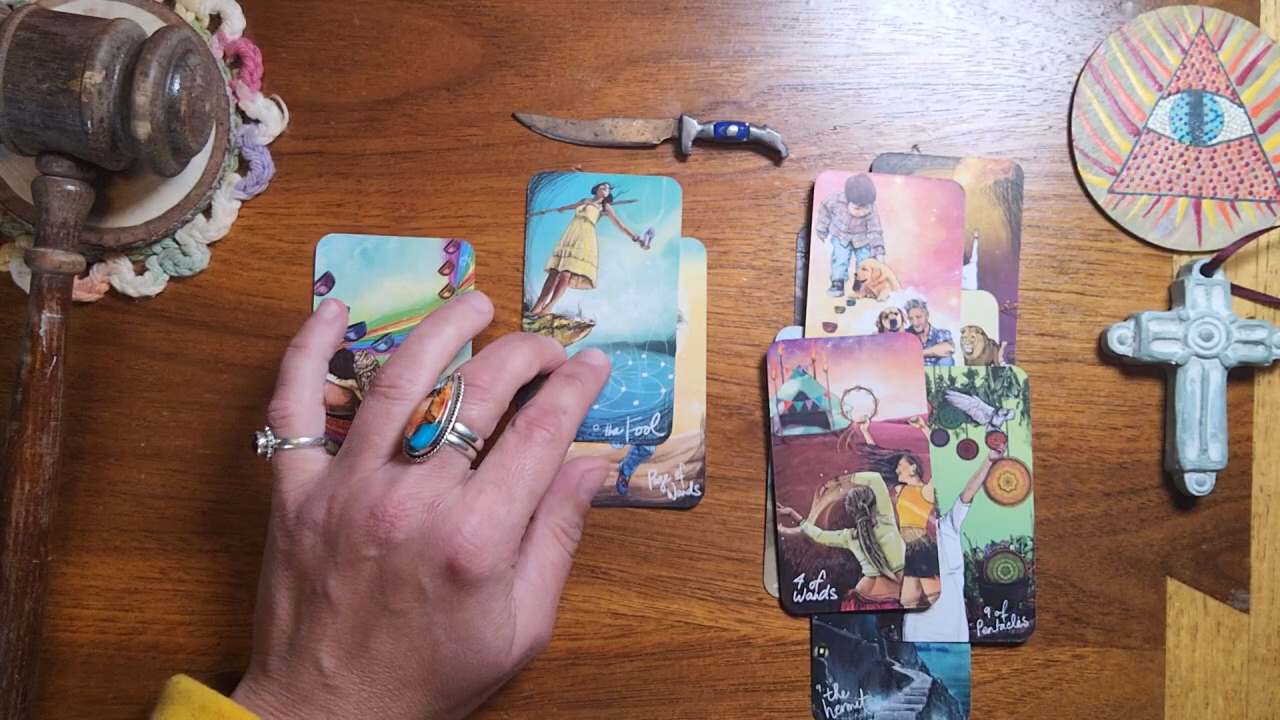 0 the Fool
Page of
Wands
4 of
Wands
9 of
Pentacles
9 the
hermit